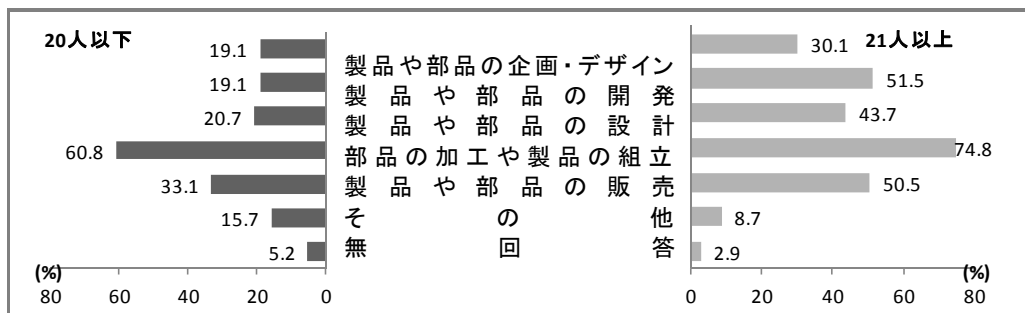 20人以下
21人以上
19.1 30.1
製品や部品の企画・デザイン
19.1 51.5
製品や部品の開発
20.7 43.7
製品や部品の設計
60.8 74.8
部品の加工や製品の組立
33.1 50.5
製品や部品の販売
15.7 その他 8.7
5.2 無回答 2.9
(%) (%)
80 60 40 20 0 0 20 40 60 80